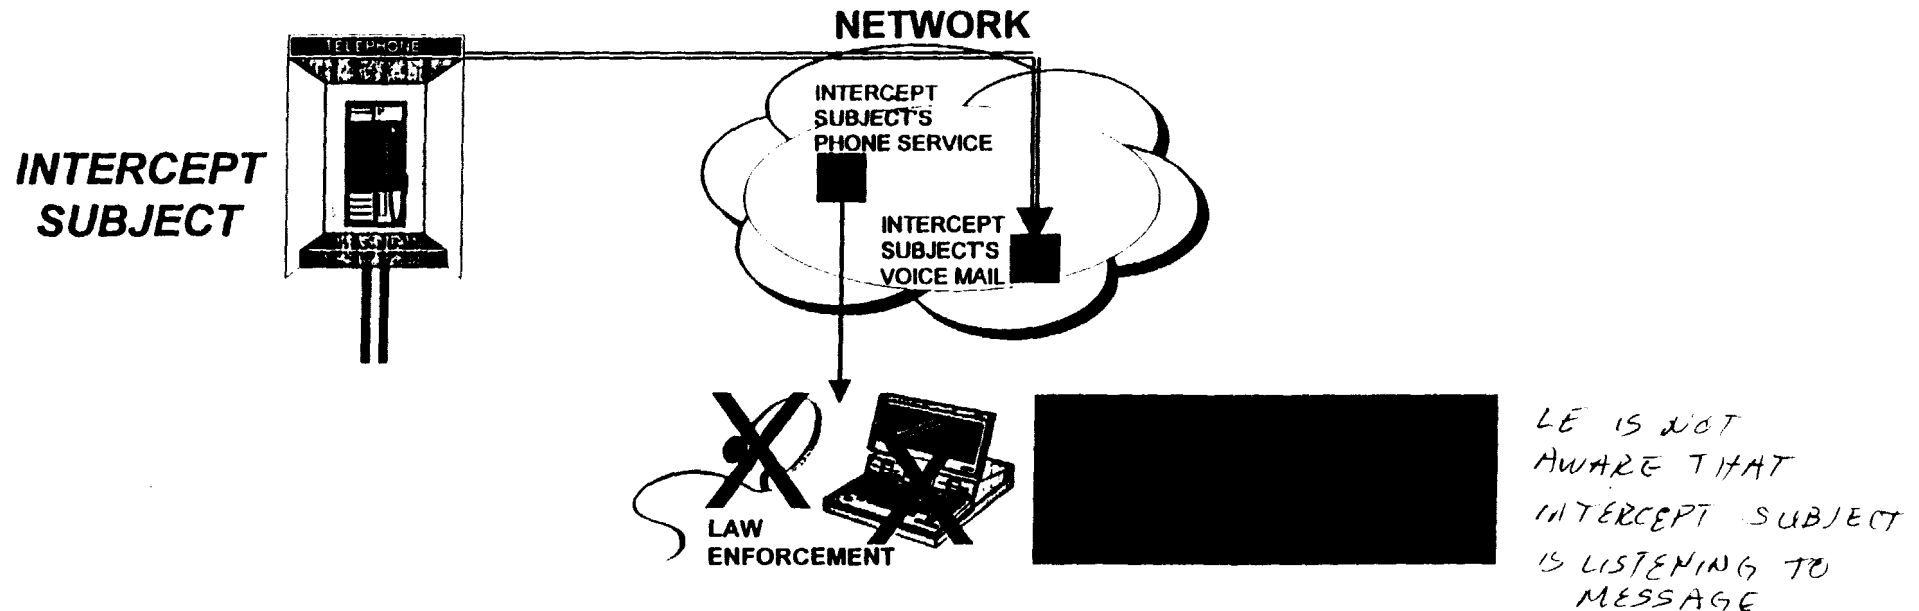 NETWORK
TELEPHONE
INTERCEPT
SUBJECT'S
PHONE SERVICE
INTERCEPT
SUBJECT
INTERCEPT
SUBJECT'S
VOICE MAIL
LAW
ENFORCEMENT
LE IS NOT
AWARE THAT
INTERCEPT SUBJECT
IS LISTENING TO
MESSAGE